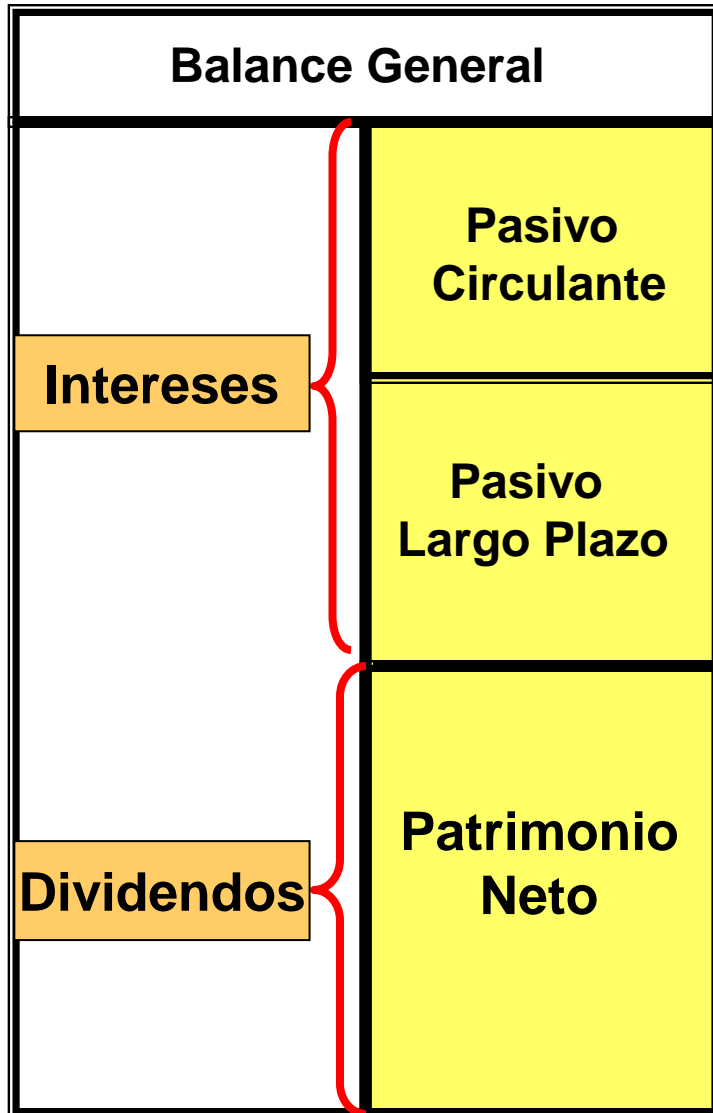 Balance General
Pasivo
Circulante
Intereses
Pasivo
Largo Plazo
Patrimonio
Neto
Dividendos